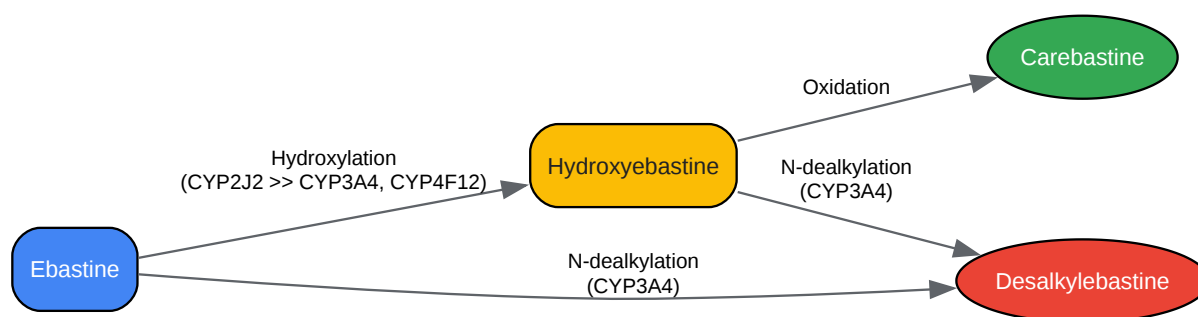 Carebastine
Oxidation
Hydroxylation
(CYP2J2 >> CYP3A4, CYP4F12)
Hydroxyebastine
N-dealkylation
(CYP3A4)
Ebastine
N-dealkylation
(CYP3A4)
Desalkylebastine